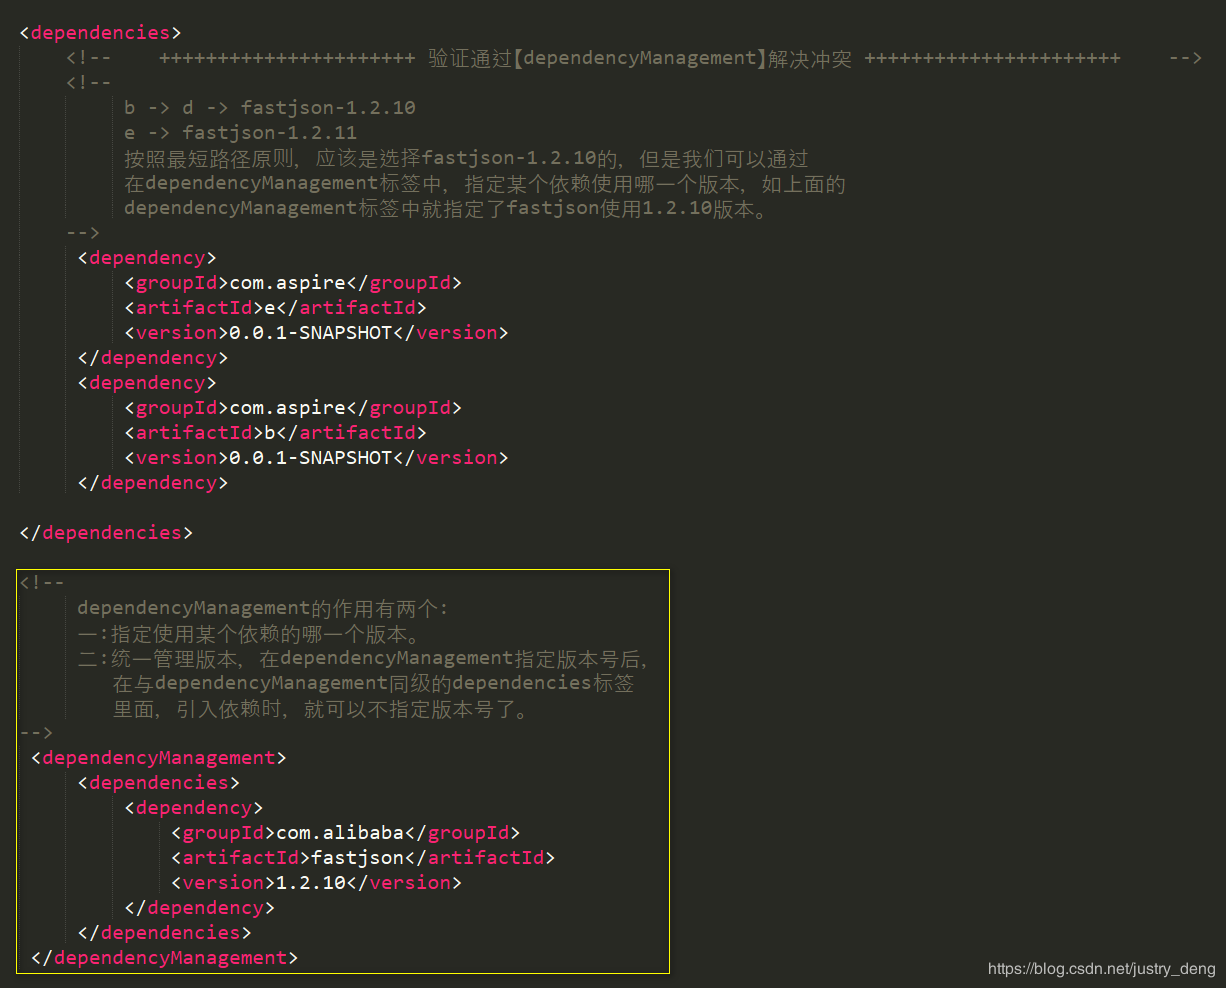 <dependencies>
<!--    ++++++++++++++++++++++ 验证通过【dependencyManagement】解决冲突 ++++++++++++++++++++++    -->
<!--
b -> d -> fastjson-1.2.10
e -> fastjson-1.2.11
按照最短路径原则，应该是选择fastjson-1.2.10的，但是我们可以通过
在dependencyManagement标签中，指定某个依赖使用哪一个版本，如上面的
dependencyManagement标签中就指定了fastjson使用1.2.10版本。
-->
<dependency>
<groupId>com.aspire</groupId>
<artifactId>e</artifactId>
<version>0.0.1-SNAPSHOT</version>
</dependency>
<dependency>
<groupId>com.aspire</groupId>
<artifactId>b</artifactId>
<version>0.0.1-SNAPSHOT</version>
</dependency>
</dependencies>
<!--
dependencyManagement的作用有两个：
一：指定使用某个依赖的哪一个版本。
二：统一管理版本，在dependencyManagement指定版本号后，
在与dependencyManagement同级的dependencies标签
里面，引入依赖时，就可以不指定版本号了。
-->
<dependencyManagement>
<dependencies>
<dependency>
<groupId>com.alibaba</groupId>
<artifactId>fastjson</artifactId>
<version>1.2.10</version>
</dependency>
</dependencies>
</dependencyManagement>
https://blog.csdn.net/justry_deng